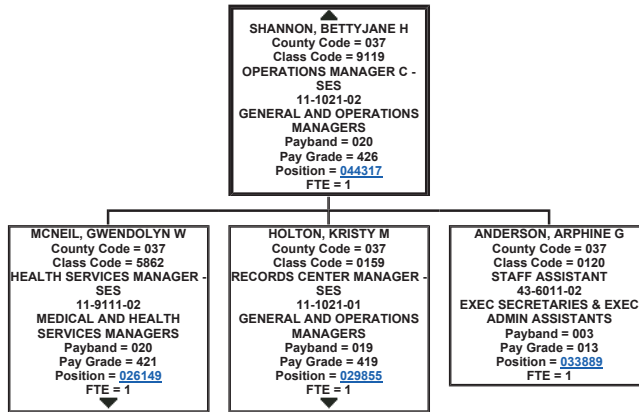 SHANNON, BETTYJANE H
County Code = 037
Class Code = 9119
OPERATIONS MANAGER C -
SES
11-1021-02
GENERAL AND OPERATIONS
MANAGERS
Payband = 020
Pay Grade = 426
Position = 044317
FTE = 1
MCNEIL, GWENDOLYN W
County Code = 037
Class Code = 5862
HEALTH SERVICES MANAGER -
SES
11-9111-02
MEDICAL AND HEALTH
SERVICES MANAGERS
Payband = 020
Pay Grade = 421
Position = 026149
FTE = 1
HOLTON, KRISTY M
County Code = 037
Class Code = 0159
RECORDS CENTER MANAGER -
SES
11-1021-01
GENERAL AND OPERATIONS
MANAGERS
Payband = 019
Pay Grade = 419
Position = 029855
FTE = 1
ANDERSON, ARPHINE G
County Code = 037
Class Code = 0120
STAFF ASSISTANT
43-6011-02
EXEC SECRETARIES & EXEC
ADMIN ASSISTANTS
Payband = 003
Pay Grade = 013
Position = 033889
FTE = 1